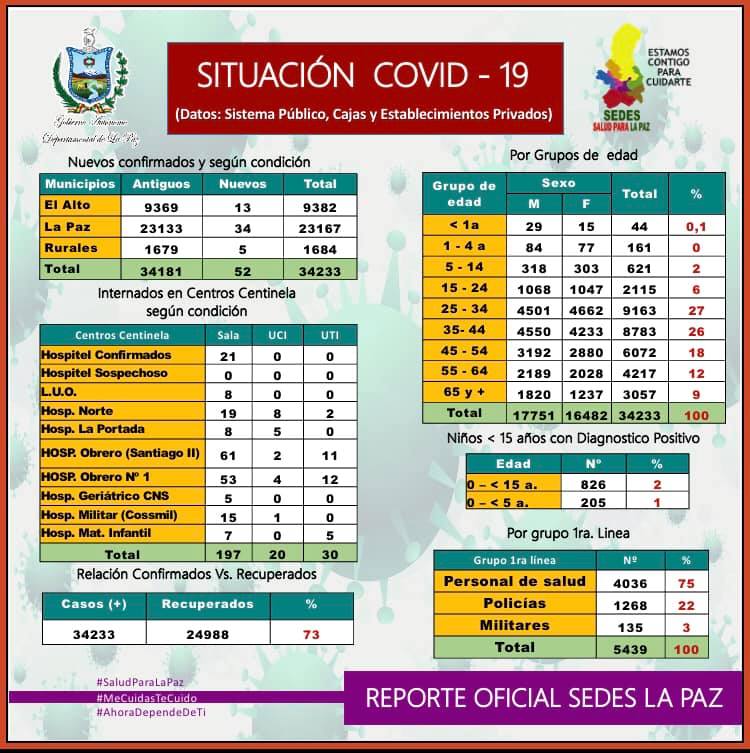 SITUACIÓN COVID - 19
(Datos: Sistema Público, Cajas y Establecimientos Privados)
Gobierno Autónomo
Departamental de La Paz
ESTAMOS
CONTIGO
PARA
CUIDARTE
SEDES
SALUD PARA LA PAZ
Nuevos confirmados y según condición
Municipios Antiguos Nuevos Total
El Alto 9369 13 9382
La Paz 23133 34 23167
Rurales 1679 5 1684
Total 34181 52 34233
Internados en Centros Centinela
según condición
Centros Centinela Sala UCI UTI
Hospitel Confirmados 21 0 0
Hospitel Sospechoso 0 0 0
L.U.O. 8 0 0
Hosp. Norte 19 8 2
Hosp. La Portada 8 5 0
HOSP. Obrero (Santiago II) 61 2 11
HOSP. Obrero Nº 1 53 4 12
Hosp. Geriátrico CNS 5 0 0
Hosp. Militar (Cossmil) 15 1 0
Hosp. Mat. Infantil 7 0 5
Total 197 20 30
Relación Confirmados Vs. Recuperados
Casos (+) Recuperados %
34233 24988 73
Por Grupos de edad
Grupo de edad Sexo Total %
M F
< 1a 29 15 44 0,1
1 - 4 a 84 77 161 0
5 - 14 318 303 621 2
15 - 24 1068 1047 2115 6
25 - 34 4501 4662 9163 27
35- 44 4550 4233 8783 26
45 - 54 3192 2880 6072 18
55 - 64 2189 2028 4217 12
65 y + 1820 1237 3057 9
Total 17751 16482 34233 100
Niños < 15 años con Diagnostico Positivo
Edad Nº %
0 – < 15 a. 826 2
0 – < 5 a. 205 1
Por grupo 1ra. Linea
Grupo 1ra línea Nº %
Personal de salud 4036 75
Policías 1268 22
Militares 135 3
Total 5439 100
#SaludParaLaPaz
#MeCuidasTeCuido
#AhoraDependeDeTi
REPORTE OFICIAL SEDES LA PAZ